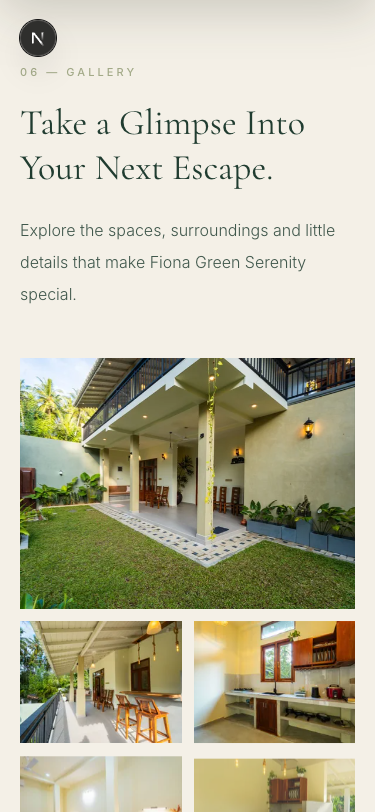 N
06 — GALLERY
Take a Glimpse Into
Your Next Escape.
Explore the spaces, surroundings and little
details that make Fiona Green Serenity
special.